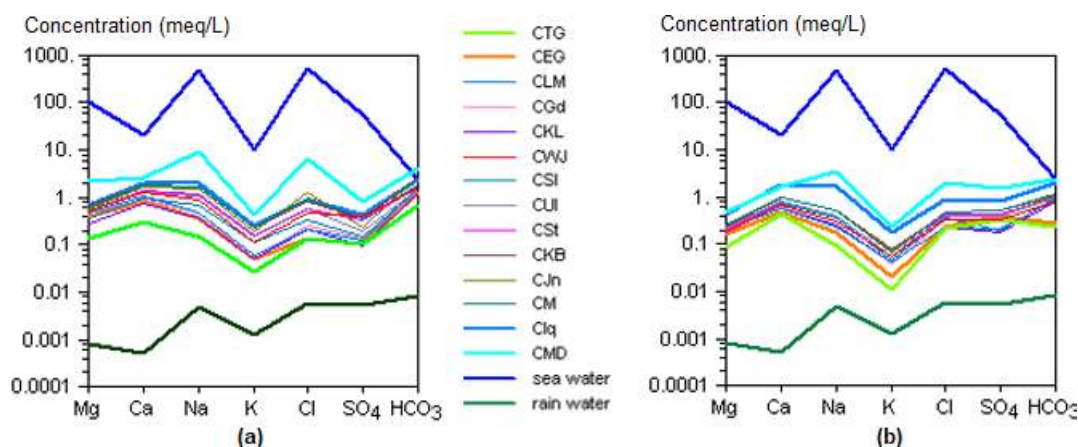 Concentration (meq/L)
1000.
100.
10.
1.
0.1
0.01
0.001
0.0001
Mg Ca Na K Cl SO4 HCO3
(a)
CTG
CEG
CLM
CGd
CKL
CWJ
CSI
CUI
CSt
CKB
CJn
CM
CIq
CMD
sea water
rain water
Concentration (meq/L)
1000.
100.
10.
1.
0.1
0.01
0.001
0.0001
Mg Ca Na K Cl SO4 HCO3
(b)